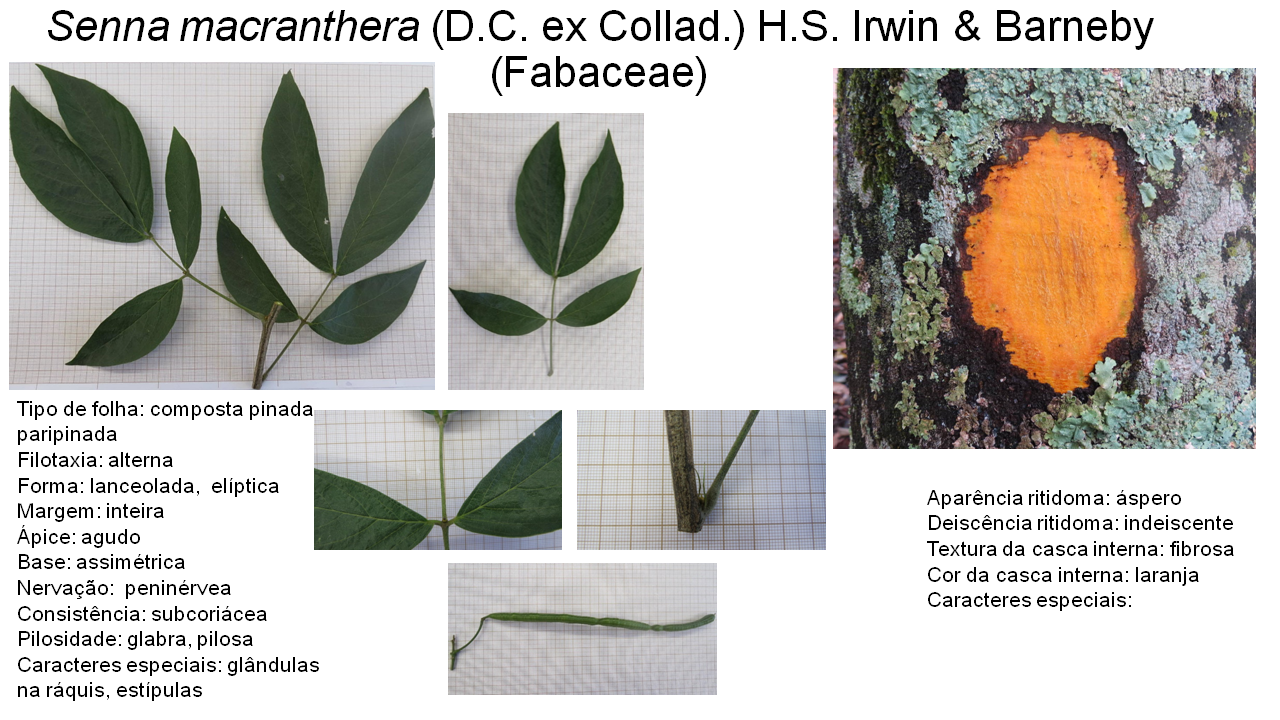 Senna macranthera (D.C. ex Collad.) H.S. Irwin & Barneby
(Fabaceae)
Tipo de folha: composta pinada
paripinada
Filotaxia: alterna
Forma: lanceolada, elíptica
Margem: inteira
Ápice: agudo
Base: assimétrica
Nervação: peninérvea
Consistência: subcoriácea
Pilosidade: glabra, pilosa
Caracteres especiais: glândulas
na ráquis, estípulas
Aparência ritidoma: áspero
Deiscência ritidoma: indeiscente
Textura da casca interna: fibrosa
Cor da casca interna: laranja
Caracteres especiais: